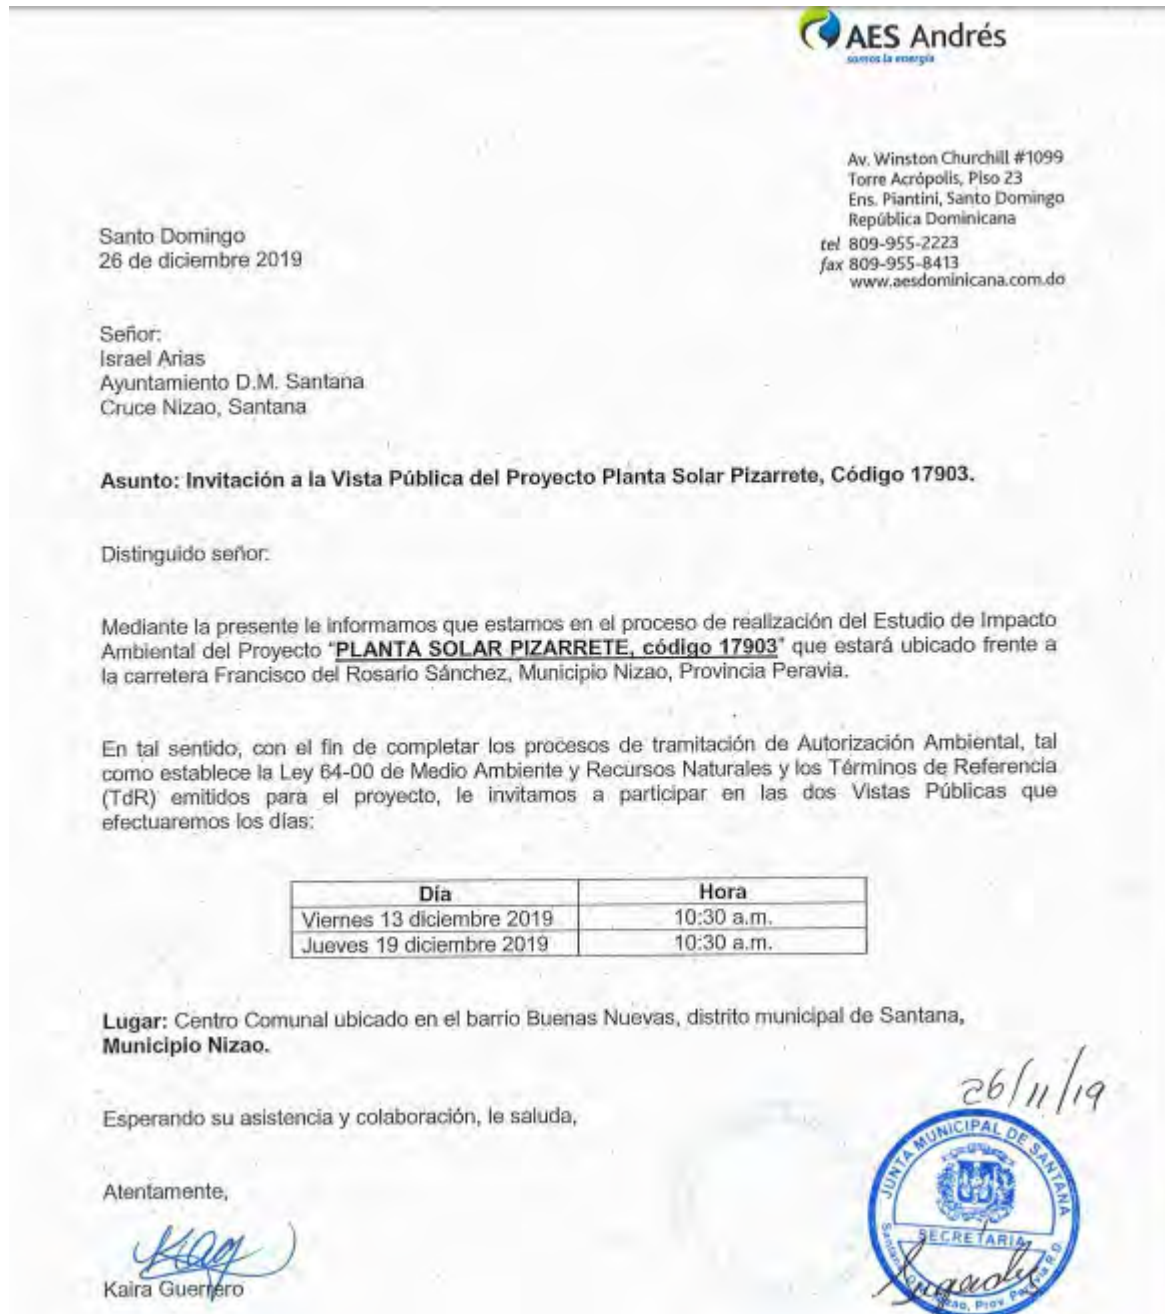 AES Andrés
somos la energía
Av. Winston Churchill #1099
Torre Acrópolis, Piso 23
Ens. Piantini, Santo Domingo
República Dominicana
tel 809-955-2223
fax 809-955-8413
www.aesdominicana.com.do
Santo Domingo
26 de diciembre 2019
Señor:
Israel Arias
Ayuntamiento D.M. Santana
Cruce Nizao, Santana
Asunto: Invitación a la Vista Pública del Proyecto Planta Solar Pizarrete, Código 17903.
Distinguido señor:
Mediante la presente le informamos que estamos en el proceso de realización del Estudio de Impacto
Ambiental del Proyecto "PLANTA SOLAR PIZARRETE, código 17903" que estará ubicado frente a
la carretera Francisco del Rosario Sánchez, Municipio Nizao, Provincia Peravia.
En tal sentido, con el fin de completar los procesos de tramitación de Autorización Ambiental, tal
como establece la Ley 64-00 de Medio Ambiente y Recursos Naturales y los Términos de Referencia
(TdR) emitidos para el proyecto, le invitamos a participar en las dos Vistas Públicas que
efectuaremos los días:
Día Hora
Viernes 13 diciembre 2019 10:30 a.m.
Jueves 19 diciembre 2019 10:30 a.m.
Lugar: Centro Comunal ubicado en el barrio Buenas Nuevas, distrito municipal de Santana,
Municipio Nizao.
26/11/19
Esperando su asistencia y colaboración, le saluda,
JUNTA MUNICIPAL DE SANTANA
SECRETARIA
Atentamente,
Kaira Guerrero